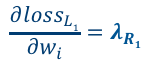 ∂loss_{L_1} / ∂w_i = λ_{R_1}